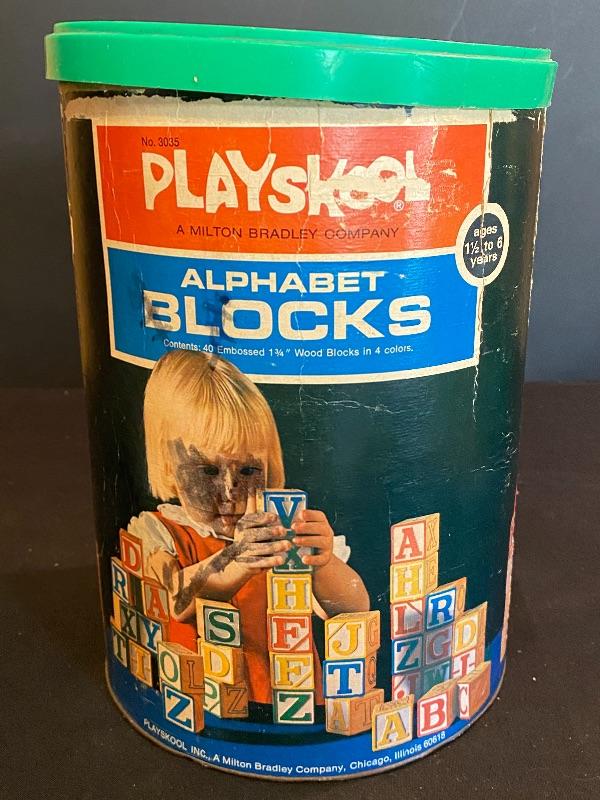 No. 3035
PLAYSKOOL®
A MILTON BRADLEY COMPANY
ages
1½ to 6
years
ALPHABET
BLOCKS
Contents: 40 Embossed 1¾" Wood Blocks in 4 colors.
V
X
H
F
F
Z
D
R A
X Y
T I
O L
Z
S
D
P Z
J G
T
A T
A X
H E
L R
Z G D
J W L
A B C
PLAYSKOOL INC., A Milton Bradley Company, Chicago, Illinois 60618